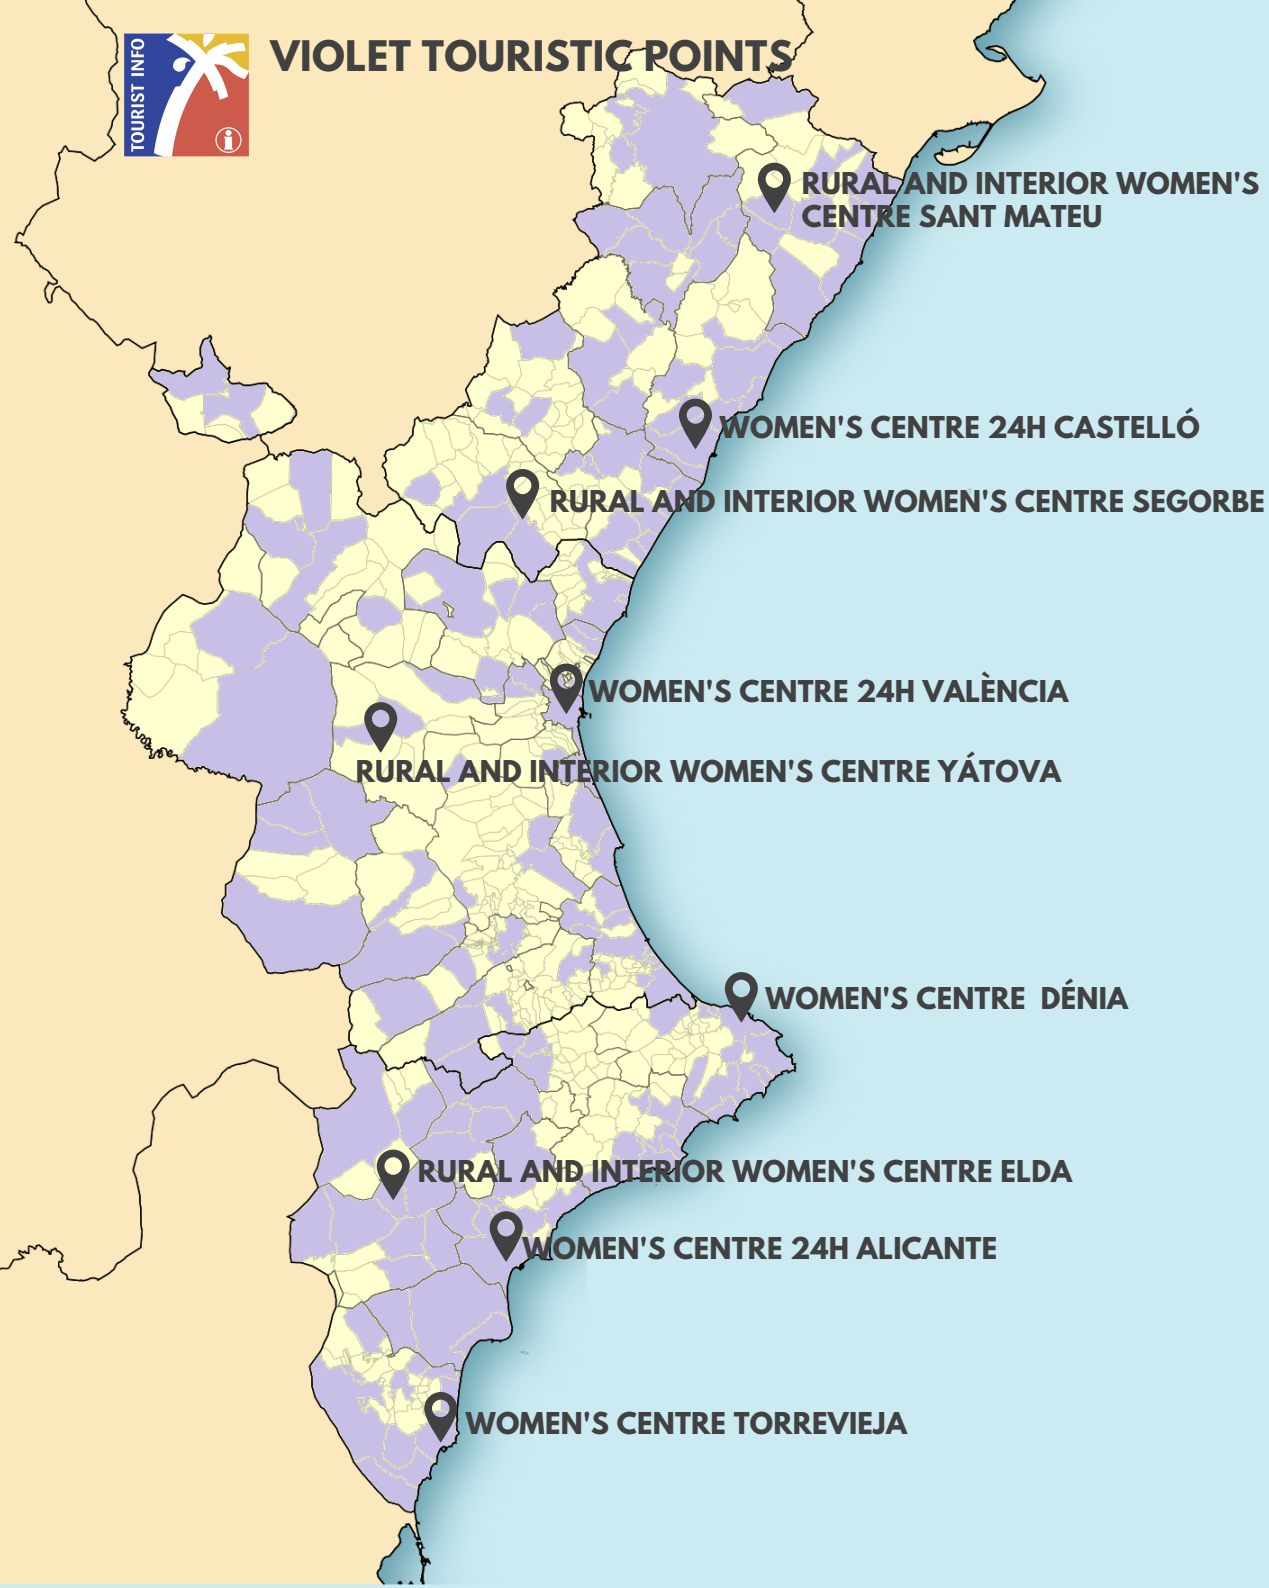 TOURIST INFO
i
VIOLET TOURISTIC POINTS
RURAL AND INTERIOR WOMEN'S
CENTRE SANT MATEU
WOMEN'S CENTRE 24H CASTELLÓ
RURAL AND INTERIOR WOMEN'S CENTRE SEGORBE
WOMEN'S CENTRE 24H VALÈNCIA
RURAL AND INTERIOR WOMEN'S CENTRE YÁTOVA
WOMEN'S CENTRE DÉNIA
RURAL AND INTERIOR WOMEN'S CENTRE ELDA
WOMEN'S CENTRE 24H ALICANTE
WOMEN'S CENTRE TORREVIEJA